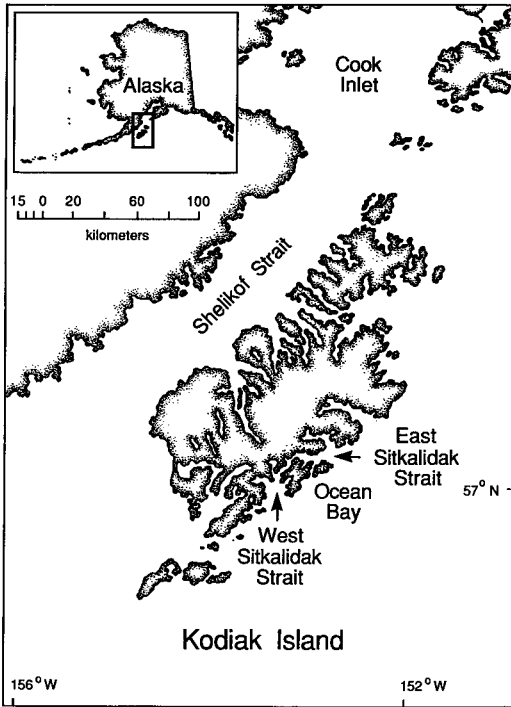 Alaska
Cook
Inlet
15 0 20 60 100
kilometers
Shelikof Strait
East
Sitkalidak
Strait
57° N
Ocean
Bay
West
Sitkalidak
Strait
Kodiak Island
156° W
152° W